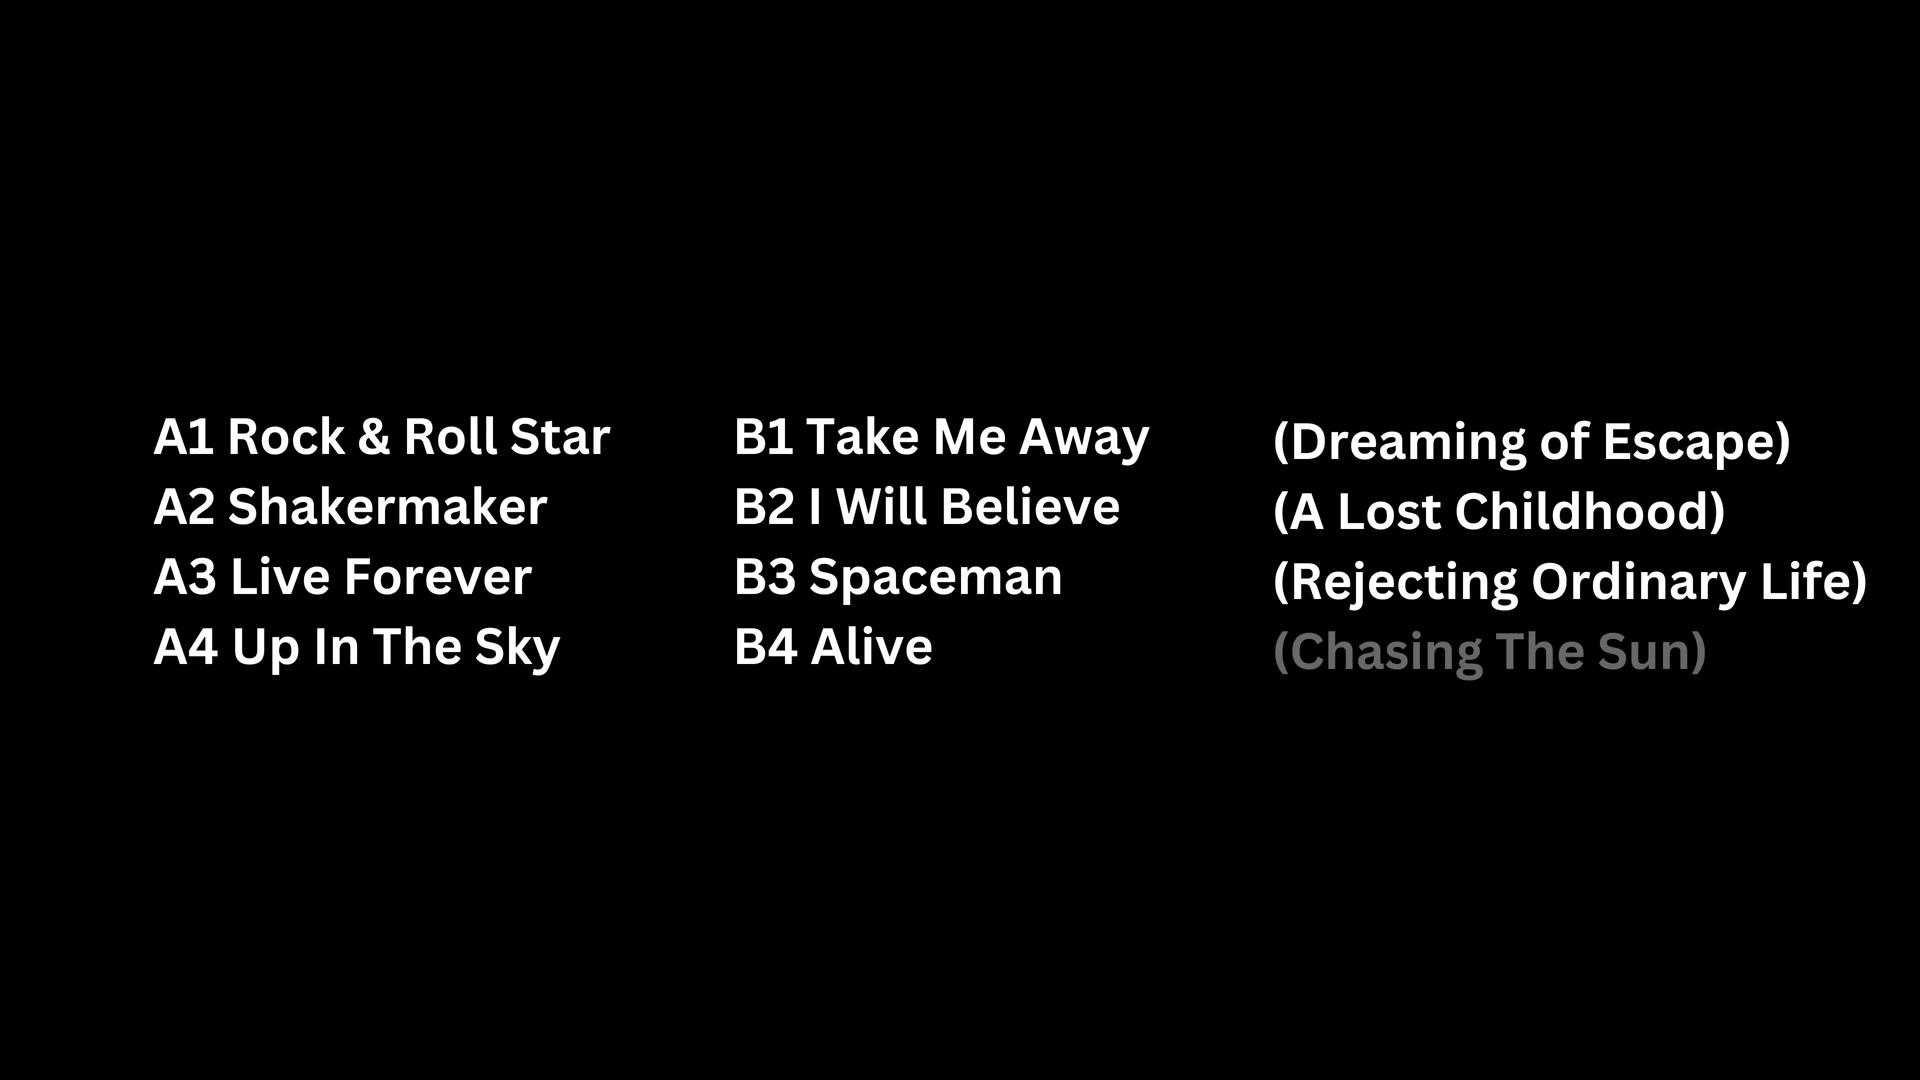 A1 Rock & Roll Star
A2 Shakermaker
A3 Live Forever
A4 Up In The Sky
B1 Take Me Away
B2 I Will Believe
B3 Spaceman
B4 Alive
(Dreaming of Escape)
(A Lost Childhood)
(Rejecting Ordinary Life)
(Chasing The Sun)